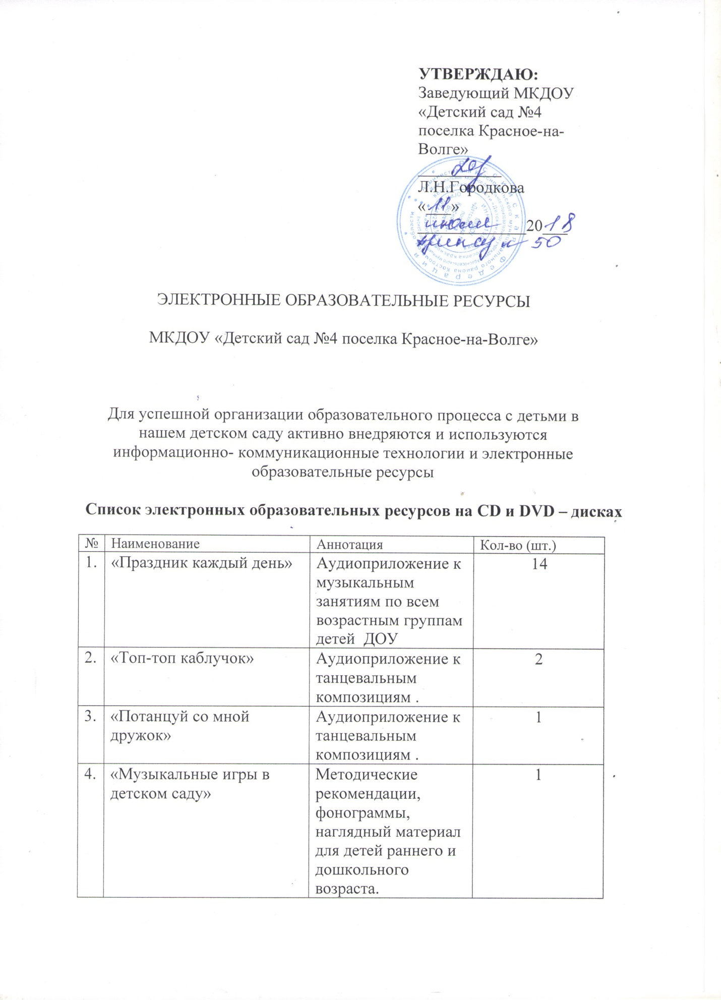 УТВЕРЖДАЮ:
Заведующий МКДОУ
«Детский сад №4
поселка Красное-на-
Волге»
Л.Н.Городкова
«11»
2018
приказ № 50
ЭЛЕКТРОННЫЕ ОБРАЗОВАТЕЛЬНЫЕ РЕСУРСЫ
МКДОУ «Детский сад №4 поселка Красное-на-Волге»
Для успешной организации образовательного процесса с детьми в
нашем детском саду активно внедряются и используются
информационно- коммуникационные технологии и электронные
образовательные ресурсы
Список электронных образовательных ресурсов на CD и DVD – дисках
№ Наименование Аннотация Кол-во (шт.)
1. «Праздник каждый день» Аудиоприложение к 14
музыкальным
занятиям по всем
возрастным группам
детей ДОУ
2. «Топ-топ каблучок» Аудиоприложение к 2
танцевальным
композициям .
3. «Потанцуй со мной Аудиоприложение к 1
дружок» танцевальным
композициям .
4. «Музыкальные игры в Методические 1
детском саду» рекомендации,
фонограммы,
наглядный материал
для детей раннего и
дошкольного
возраста.